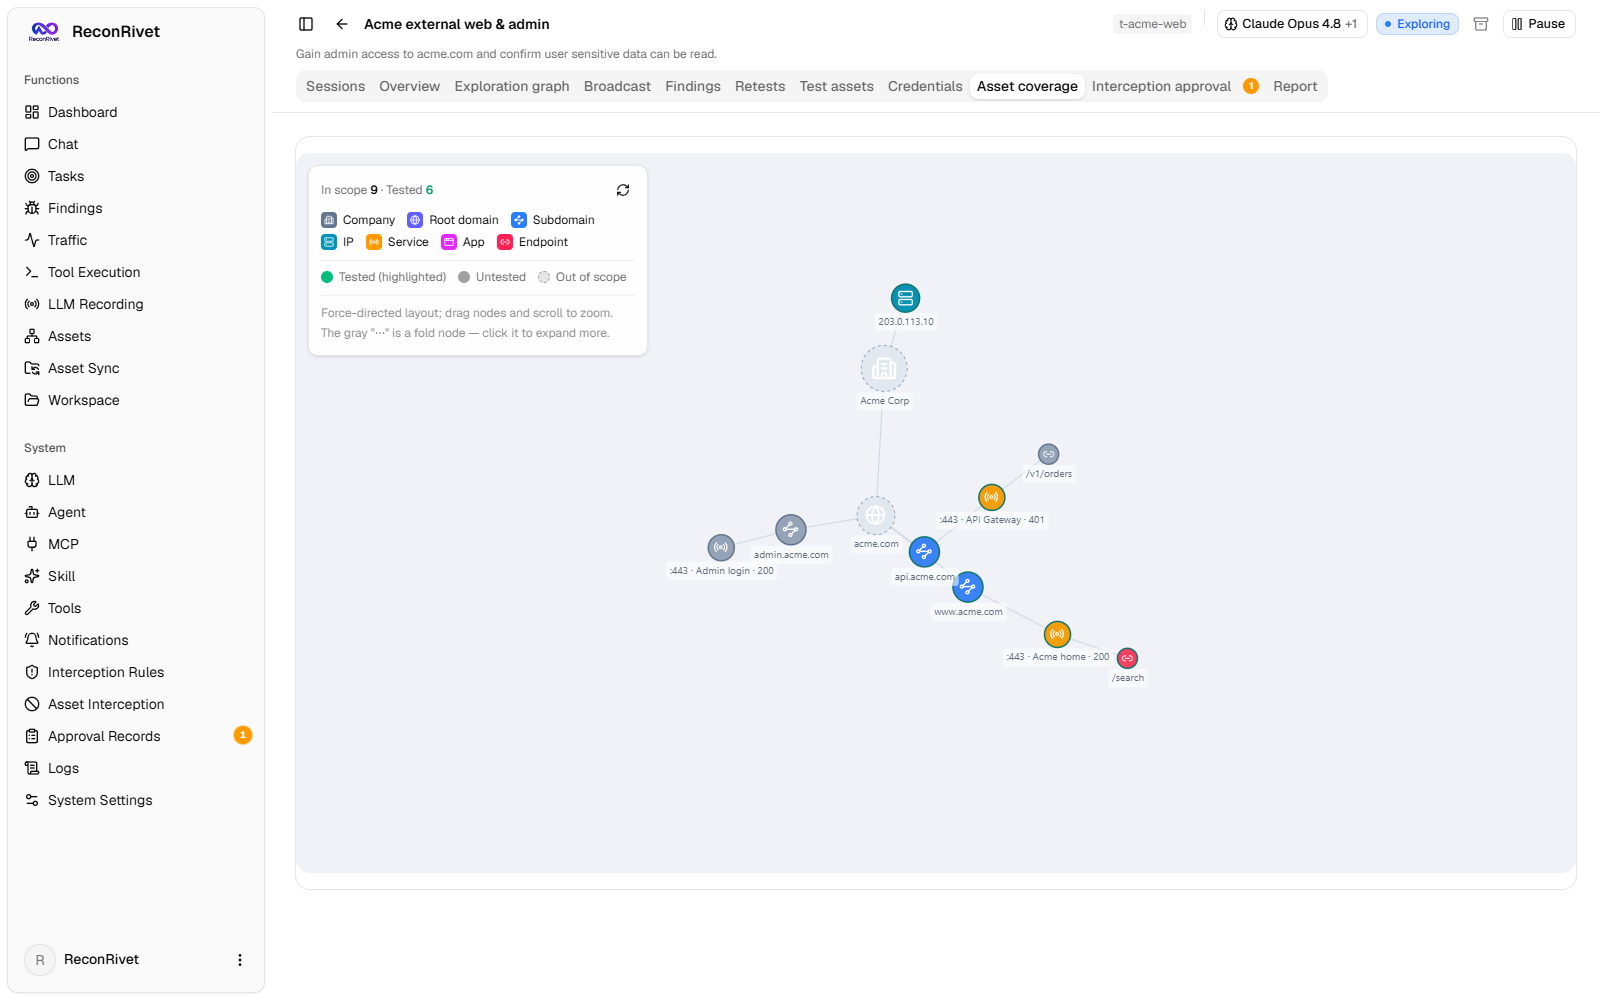 ReconRivet
ReconRivet
Functions
Dashboard
Chat
Tasks
Findings
Traffic
Tool Execution
LLM Recording
Assets
Asset Sync
Workspace
System
LLM
Agent
MCP
Skill
Tools
Notifications
Interception Rules
Asset Interception
Approval Records 1
Logs
System Settings
R ReconRivet
Acme external web & admin
t-acme-web
Claude Opus 4.8 +1
Exploring
Pause
Gain admin access to acme.com and confirm user sensitive data can be read.
Sessions Overview Exploration graph Broadcast Findings Retests Test assets Credentials Asset coverage Interception approval 1 Report
In scope 9 · Tested 6
Company Root domain Subdomain
IP Service App Endpoint
Tested (highlighted) Untested Out of scope
Force-directed layout; drag nodes and scroll to zoom.
The gray "···" is a fold node — click it to expand more.
203.0.113.10
Acme Corp
/v1/orders
:443 · API Gateway · 401
acme.com
admin.acme.com
:443 · Admin login · 200
api.acme.com
www.acme.com
:443 · Acme home · 200
/search